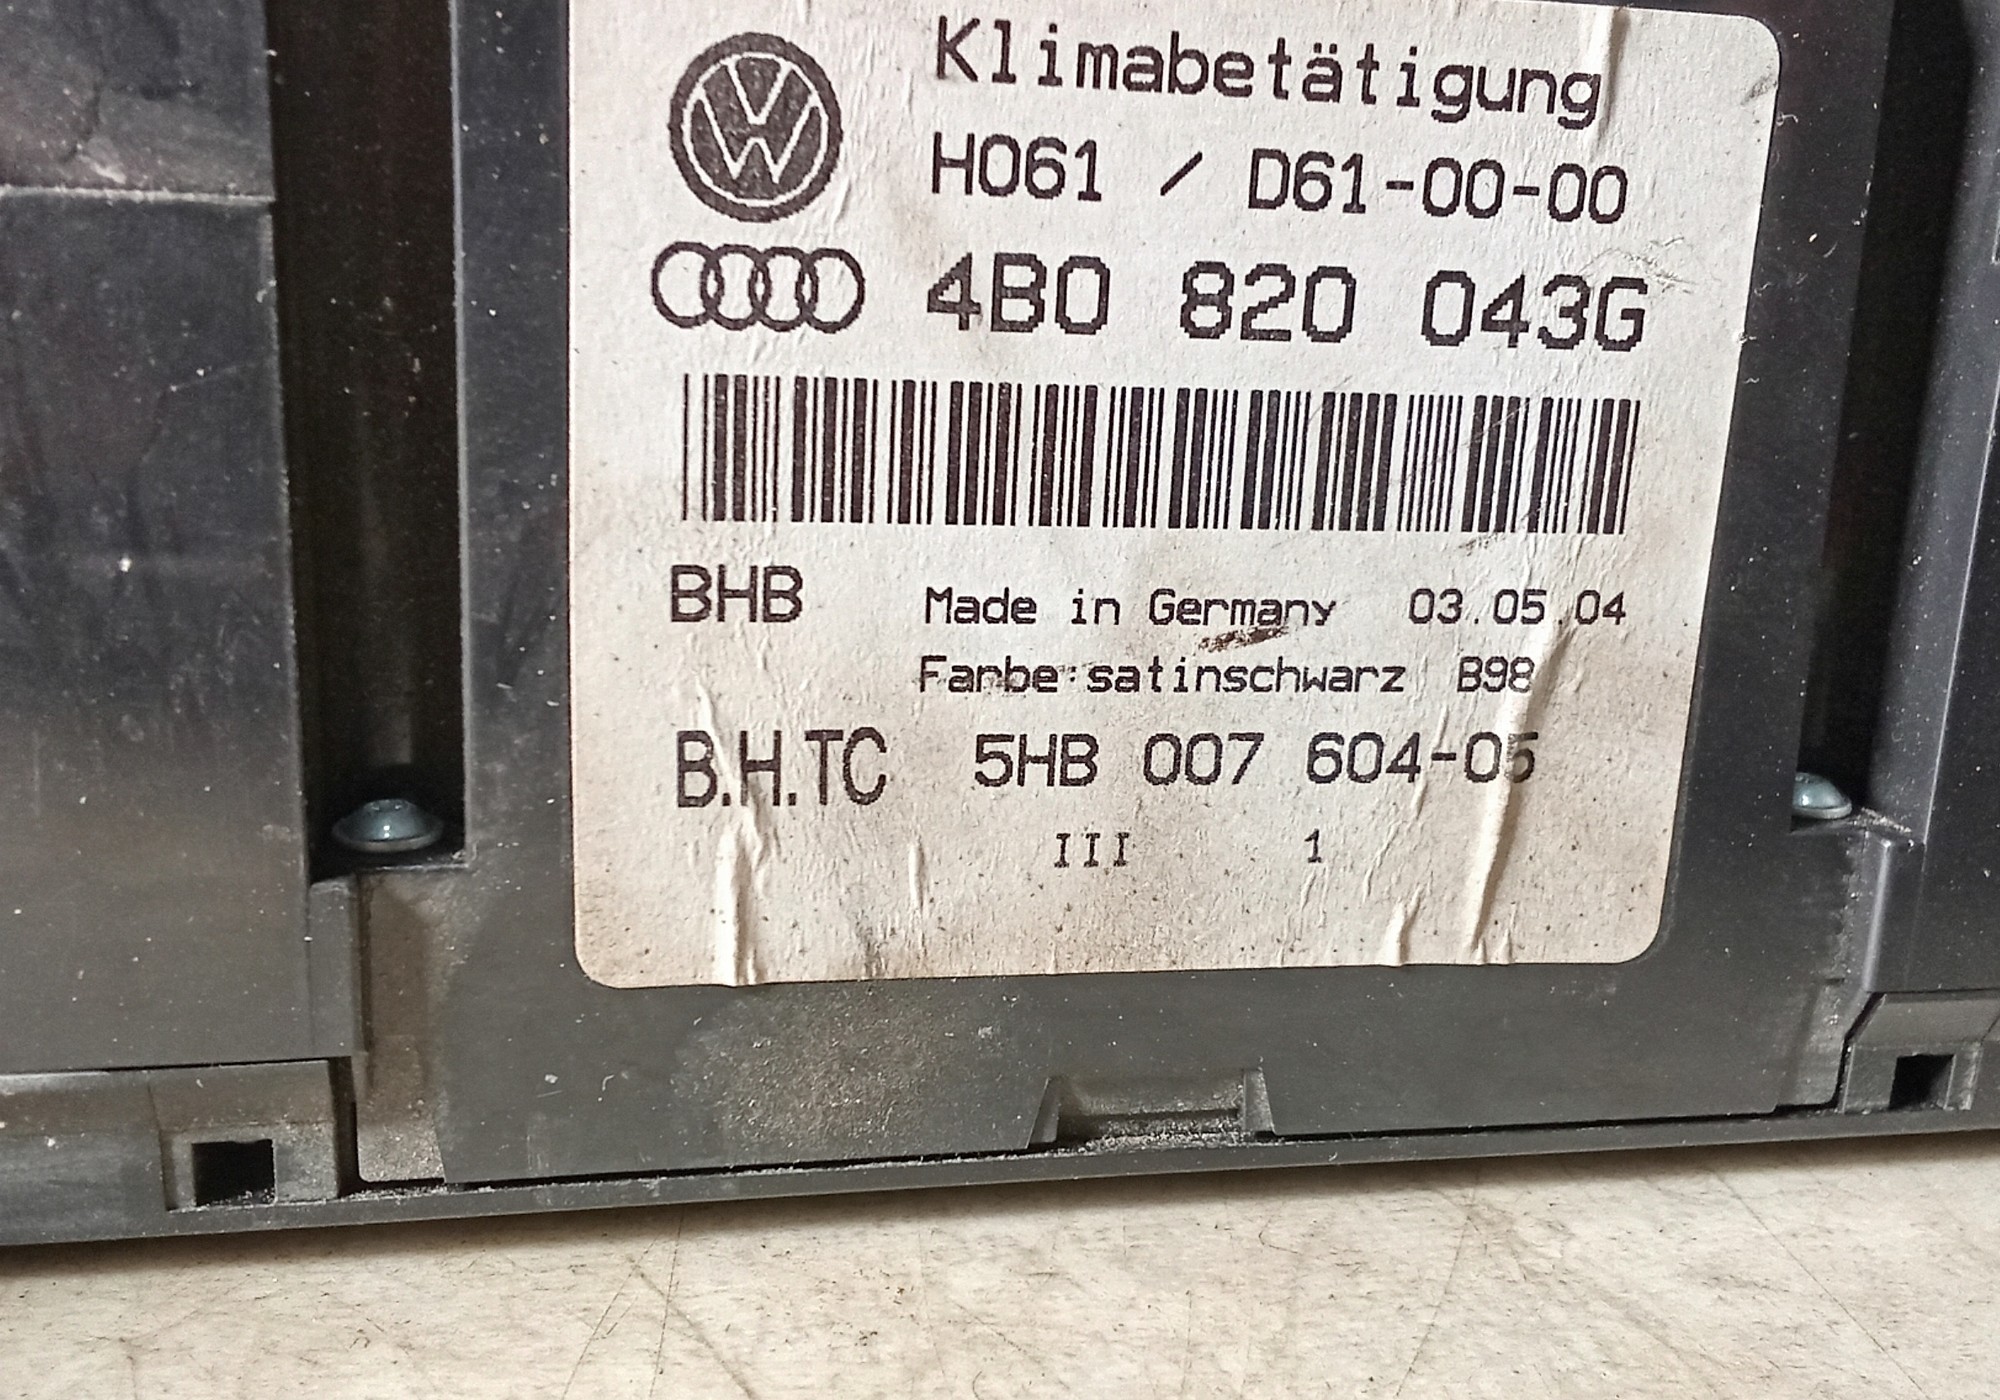 Klimabetätigung
H061 / D61-00-00
4B0 820 043G
BHB Made in Germany 03.05.04
Farbe:satinschwarz B98
B.H.TC 5HB 007 604-05
III 1